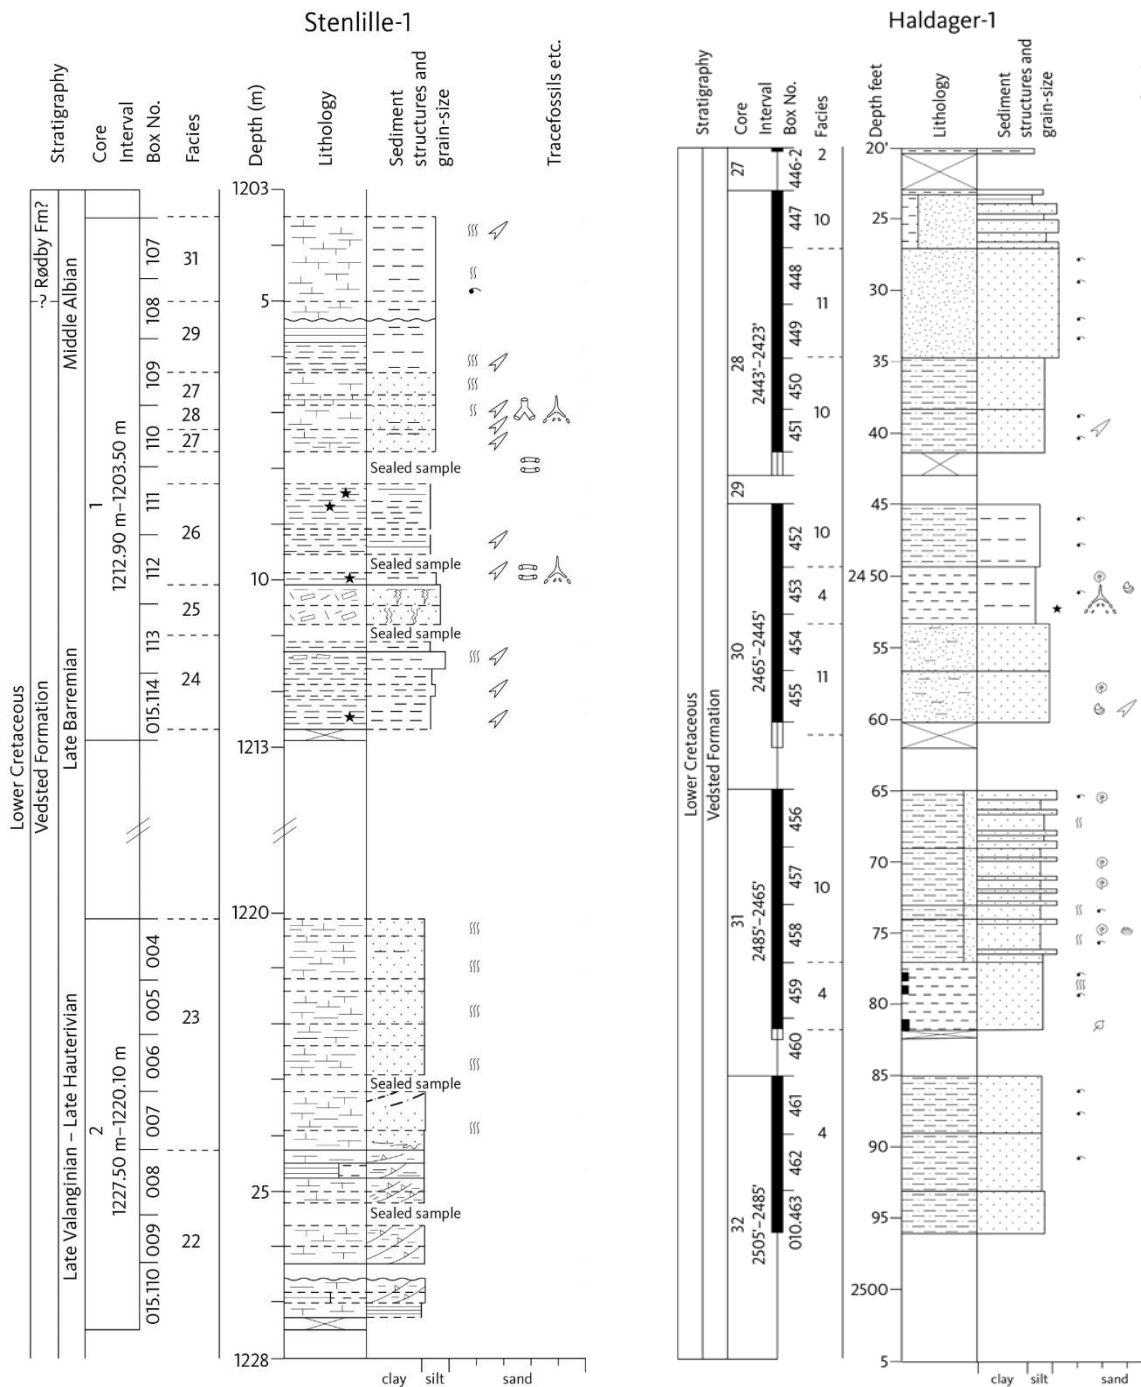 Stenlille-1
Stratigraphy
Core
Interval
Box No.
Facies
Depth (m)
Lithology
Sediment
structures and
grain-size
Tracefossils etc.
Lower Cretaceous
Vedsted Formation
-? Rødby Fm?
Middle Albian
Late Barremian
Late Valanginian – Late Hauterivian
1
1212.90 m–1203.50 m
2
1227.50 m–1220.10 m
107
108
109
110
111
112
113
015.114
004
005
006
007
008
009
015.110
31
29
27
28
27
26
25
24
23
22
1203
5
10
1213
1220
25
1228
Sealed sample
Sealed sample
Sealed sample
Sealed sample
Sealed sample
clay
silt
sand
Haldager-1
Stratigraphy
Core
Interval
Box No.
Facies
Depth feet
Lithology
Sediment
structures and
grain-size
Lower Cretaceous
Vedsted Formation
27
28
2443'–2423'
29
30
2465'–2445'
31
2485'–2465'
32
2505'–2485'
446-2
447
448
449
450
451
452
453
454
455
456
457
458
459
460
461
462
010.463
2
10
11
10
10
4
11
10
4
4
20'
25
30
35
40
45
24 50
55
60
65
70
75
80
85
90
95
2500
5
clay
silt
sand